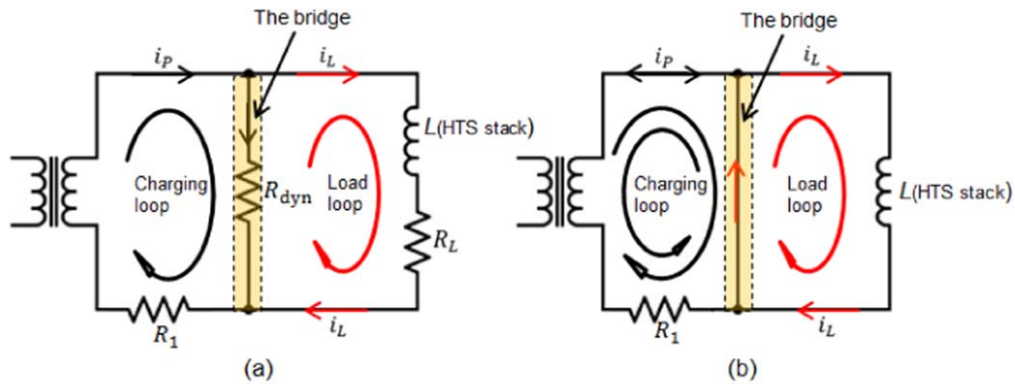 The bridge
i_P
i_L
L(HTS stack)
Charging
loop
R_dyn
Load
loop
R_L
R_1
i_L
(a)
The bridge
i_P
i_L
Charging
loop
Load
loop
L(HTS stack)
R_1
i_L
(b)